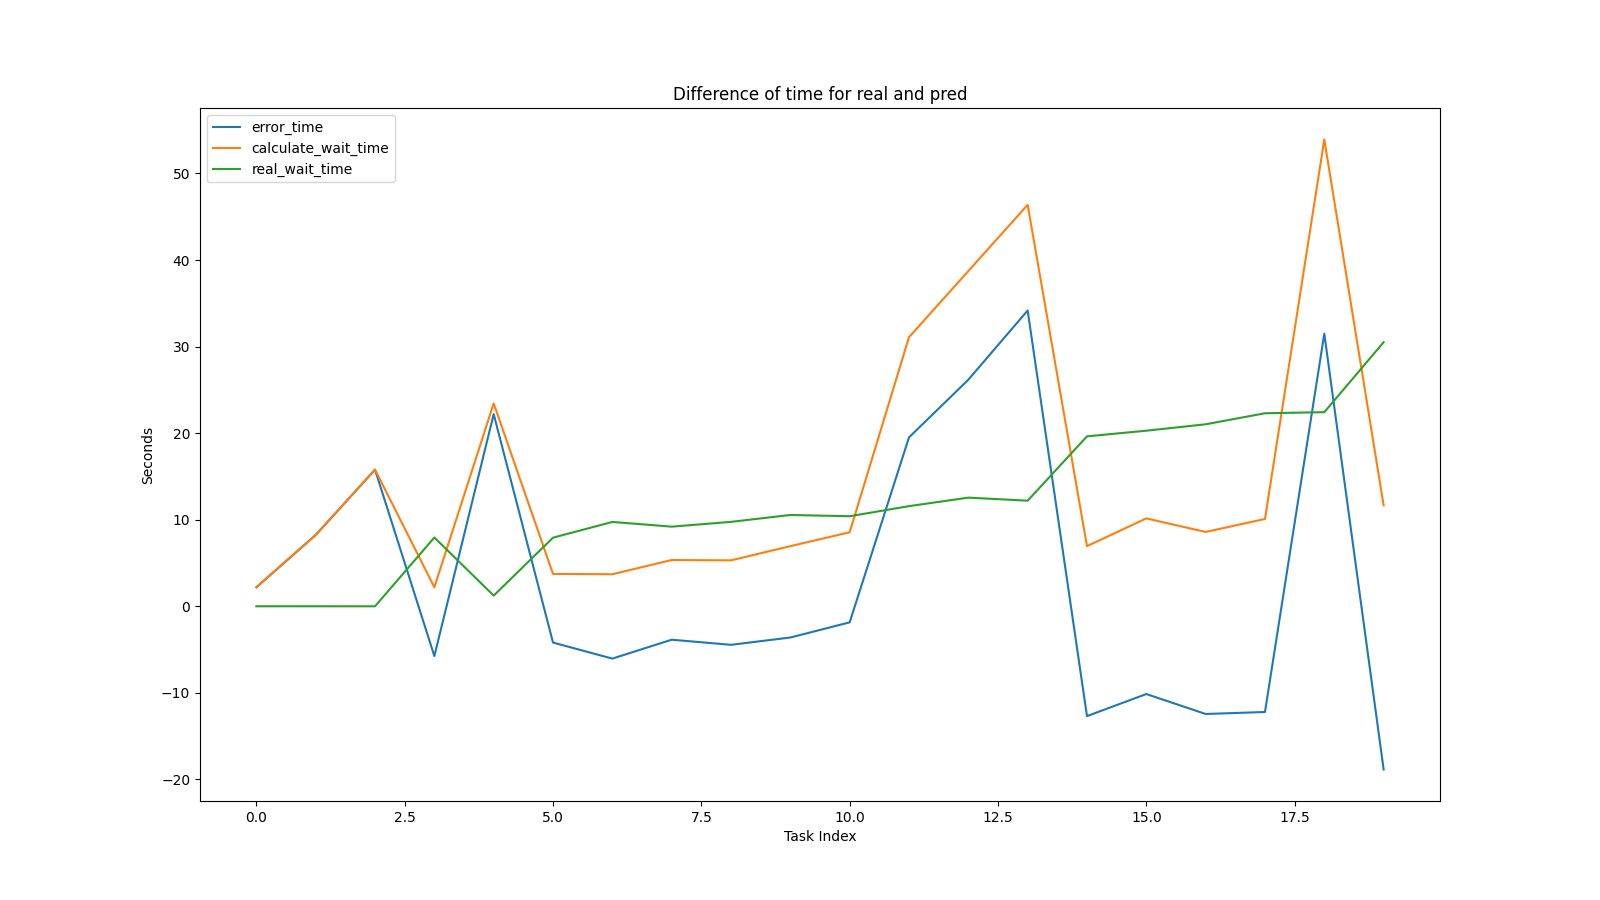 Difference of time for real and pred
error_time
calculate_wait_time
real_wait_time
50
40
30
20
10
0
−10
−20
Seconds
0.0 2.5 5.0 7.5 10.0 12.5 15.0 17.5
Task Index